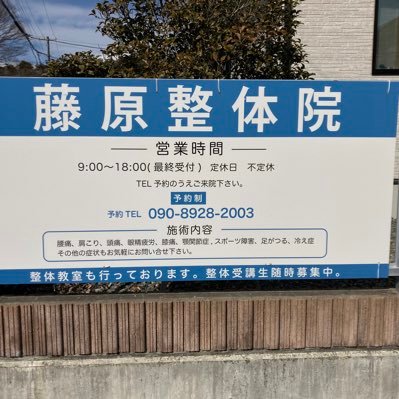 藤原整体院
営業時間
9:00～18:00(最終受付) 定休日 不定休
TEL予約のうえご来院下さい。
予約制
予約TEL 090-8928-2003
施術内容
腰痛、肩こり、頭痛、眼精疲労、膝痛、顎関節症,スポーツ障害、足がつる、冷え症
その他の症状もお気軽にお問い合せ下さい。
整体教室も行っております。整体受講生随時募集中。